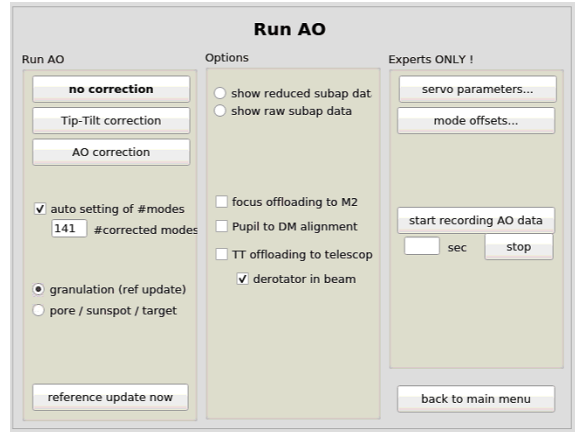 Run AO
Run AO
no correction
Tip-Tilt correction
AO correction
auto setting of #modes
141 #corrected modes
granulation (ref update)
pore / sunspot / target
reference update now
Options
show reduced subap dat
show raw subap data
focus offloading to M2
Pupil to DM alignment
TT offloading to telescop
derotator in beam
Experts ONLY !
servo parameters...
mode offsets...
start recording AO data
sec stop
back to main menu